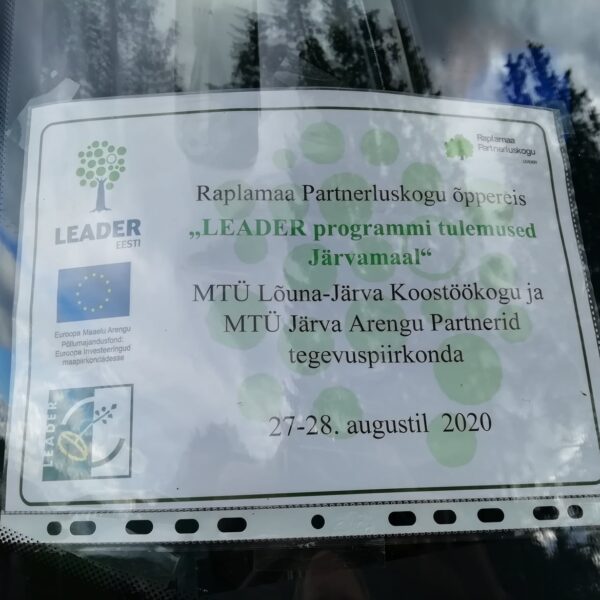 Raplamaa
Partnerluskogu
LEADER
LEADER
EESTI
Raplamaa Partnerluskogu õppereis
„LEADER programmi tulemused
Järvamaal“
MTÜ Lõuna-Järva Koostöökogu ja
MTÜ Järva Arengu Partnerid
tegevuspiirkonda
27-28. augustil 2020
Euroopa Maaelu Arengu
Põllumajandusfond:
Euroopa investeeringud
maapiirkondadesse
LEADER